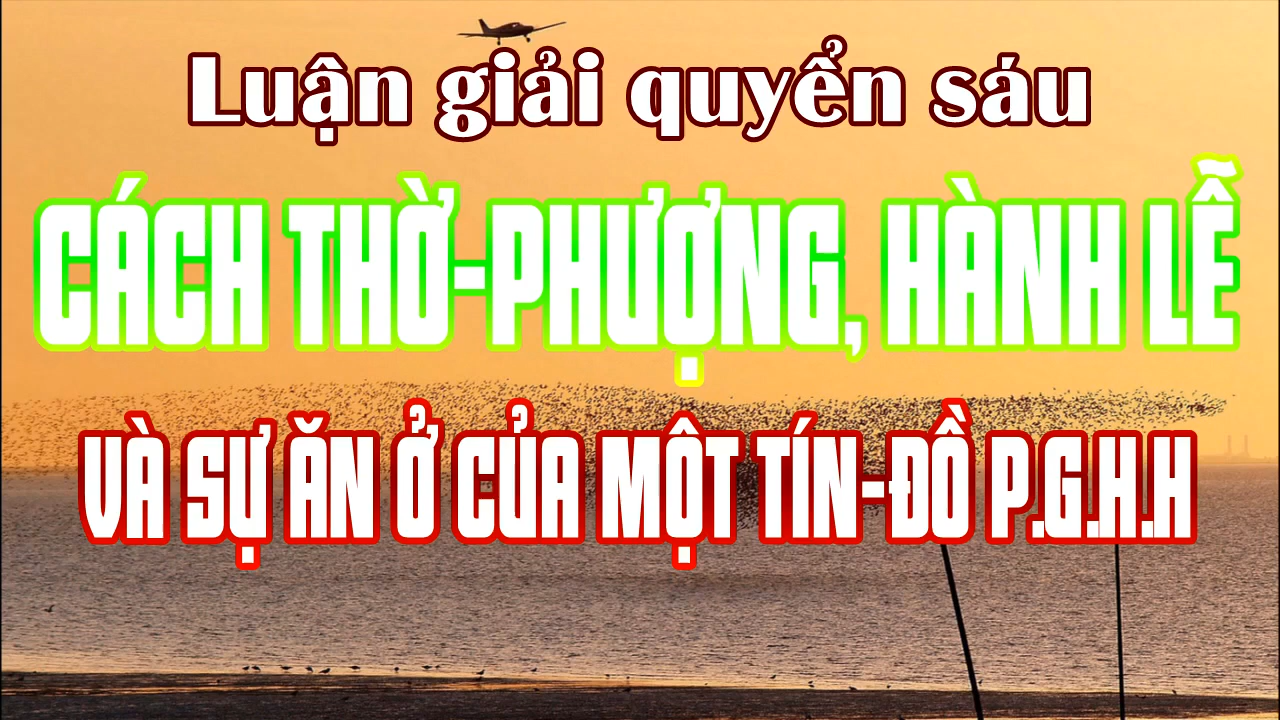 Luận giải quyển sáu
CÁCH THỜ-PHƯỢNG, HÀNH LỄ
VÀ SỰ ĂN Ở CỦA MỘT TÍN-ĐỒ P.G.H.H